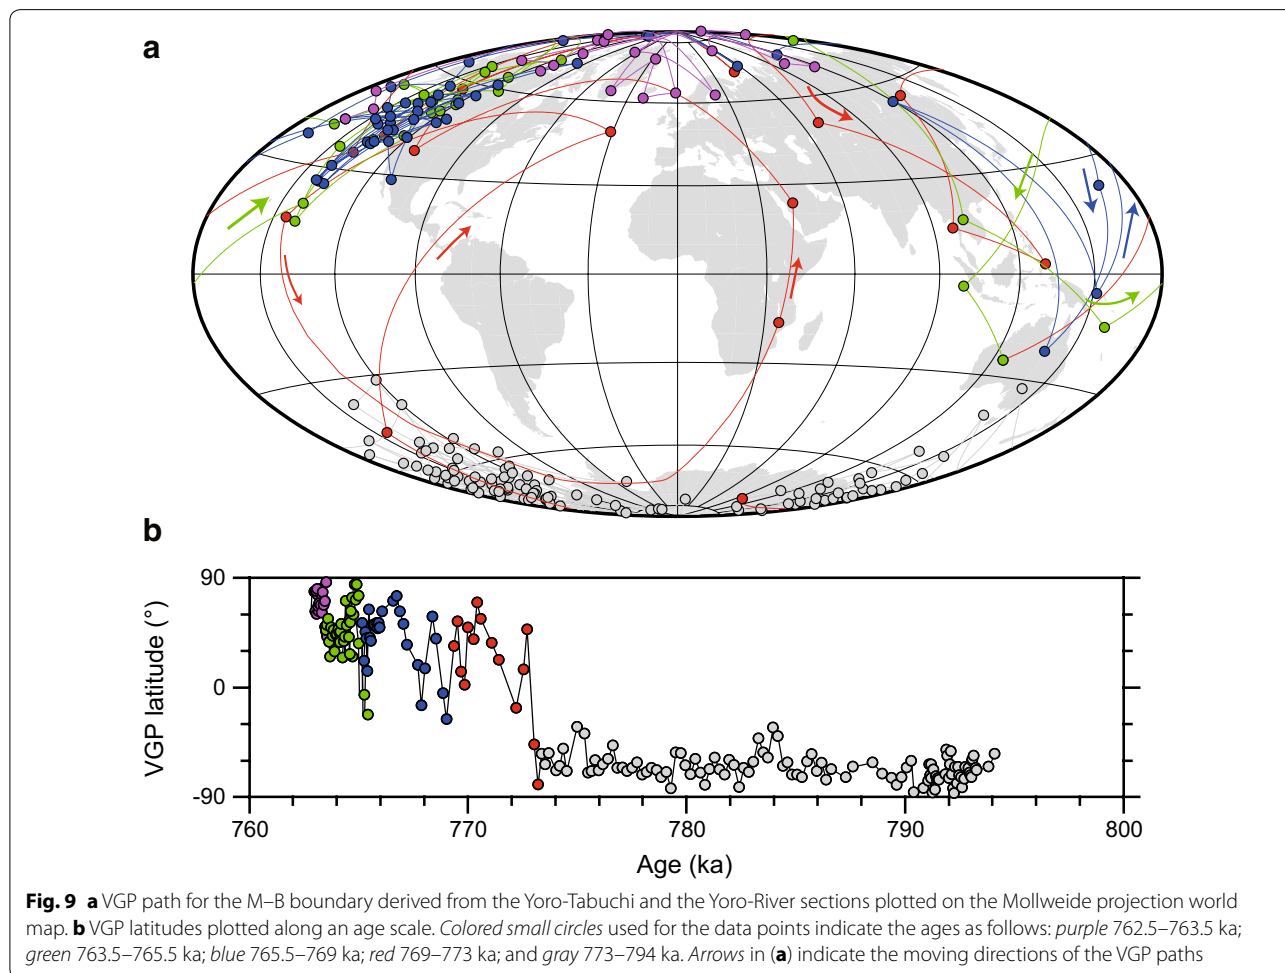 a
b
90
0
-90
VGP latitude (°)
760
770
780
790
800
Age (ka)
Fig. 9 a VGP path for the M–B boundary derived from the Yoro-Tabuchi and the Yoro-River sections plotted on the Mollweide projection world
map. b VGP latitudes plotted along an age scale. Colored small circles used for the data points indicate the ages as follows: purple 762.5–763.5 ka;
green 763.5–765.5 ka; blue 765.5–769 ka; red 769–773 ka; and gray 773–794 ka. Arrows in (a) indicate the moving directions of the VGP paths